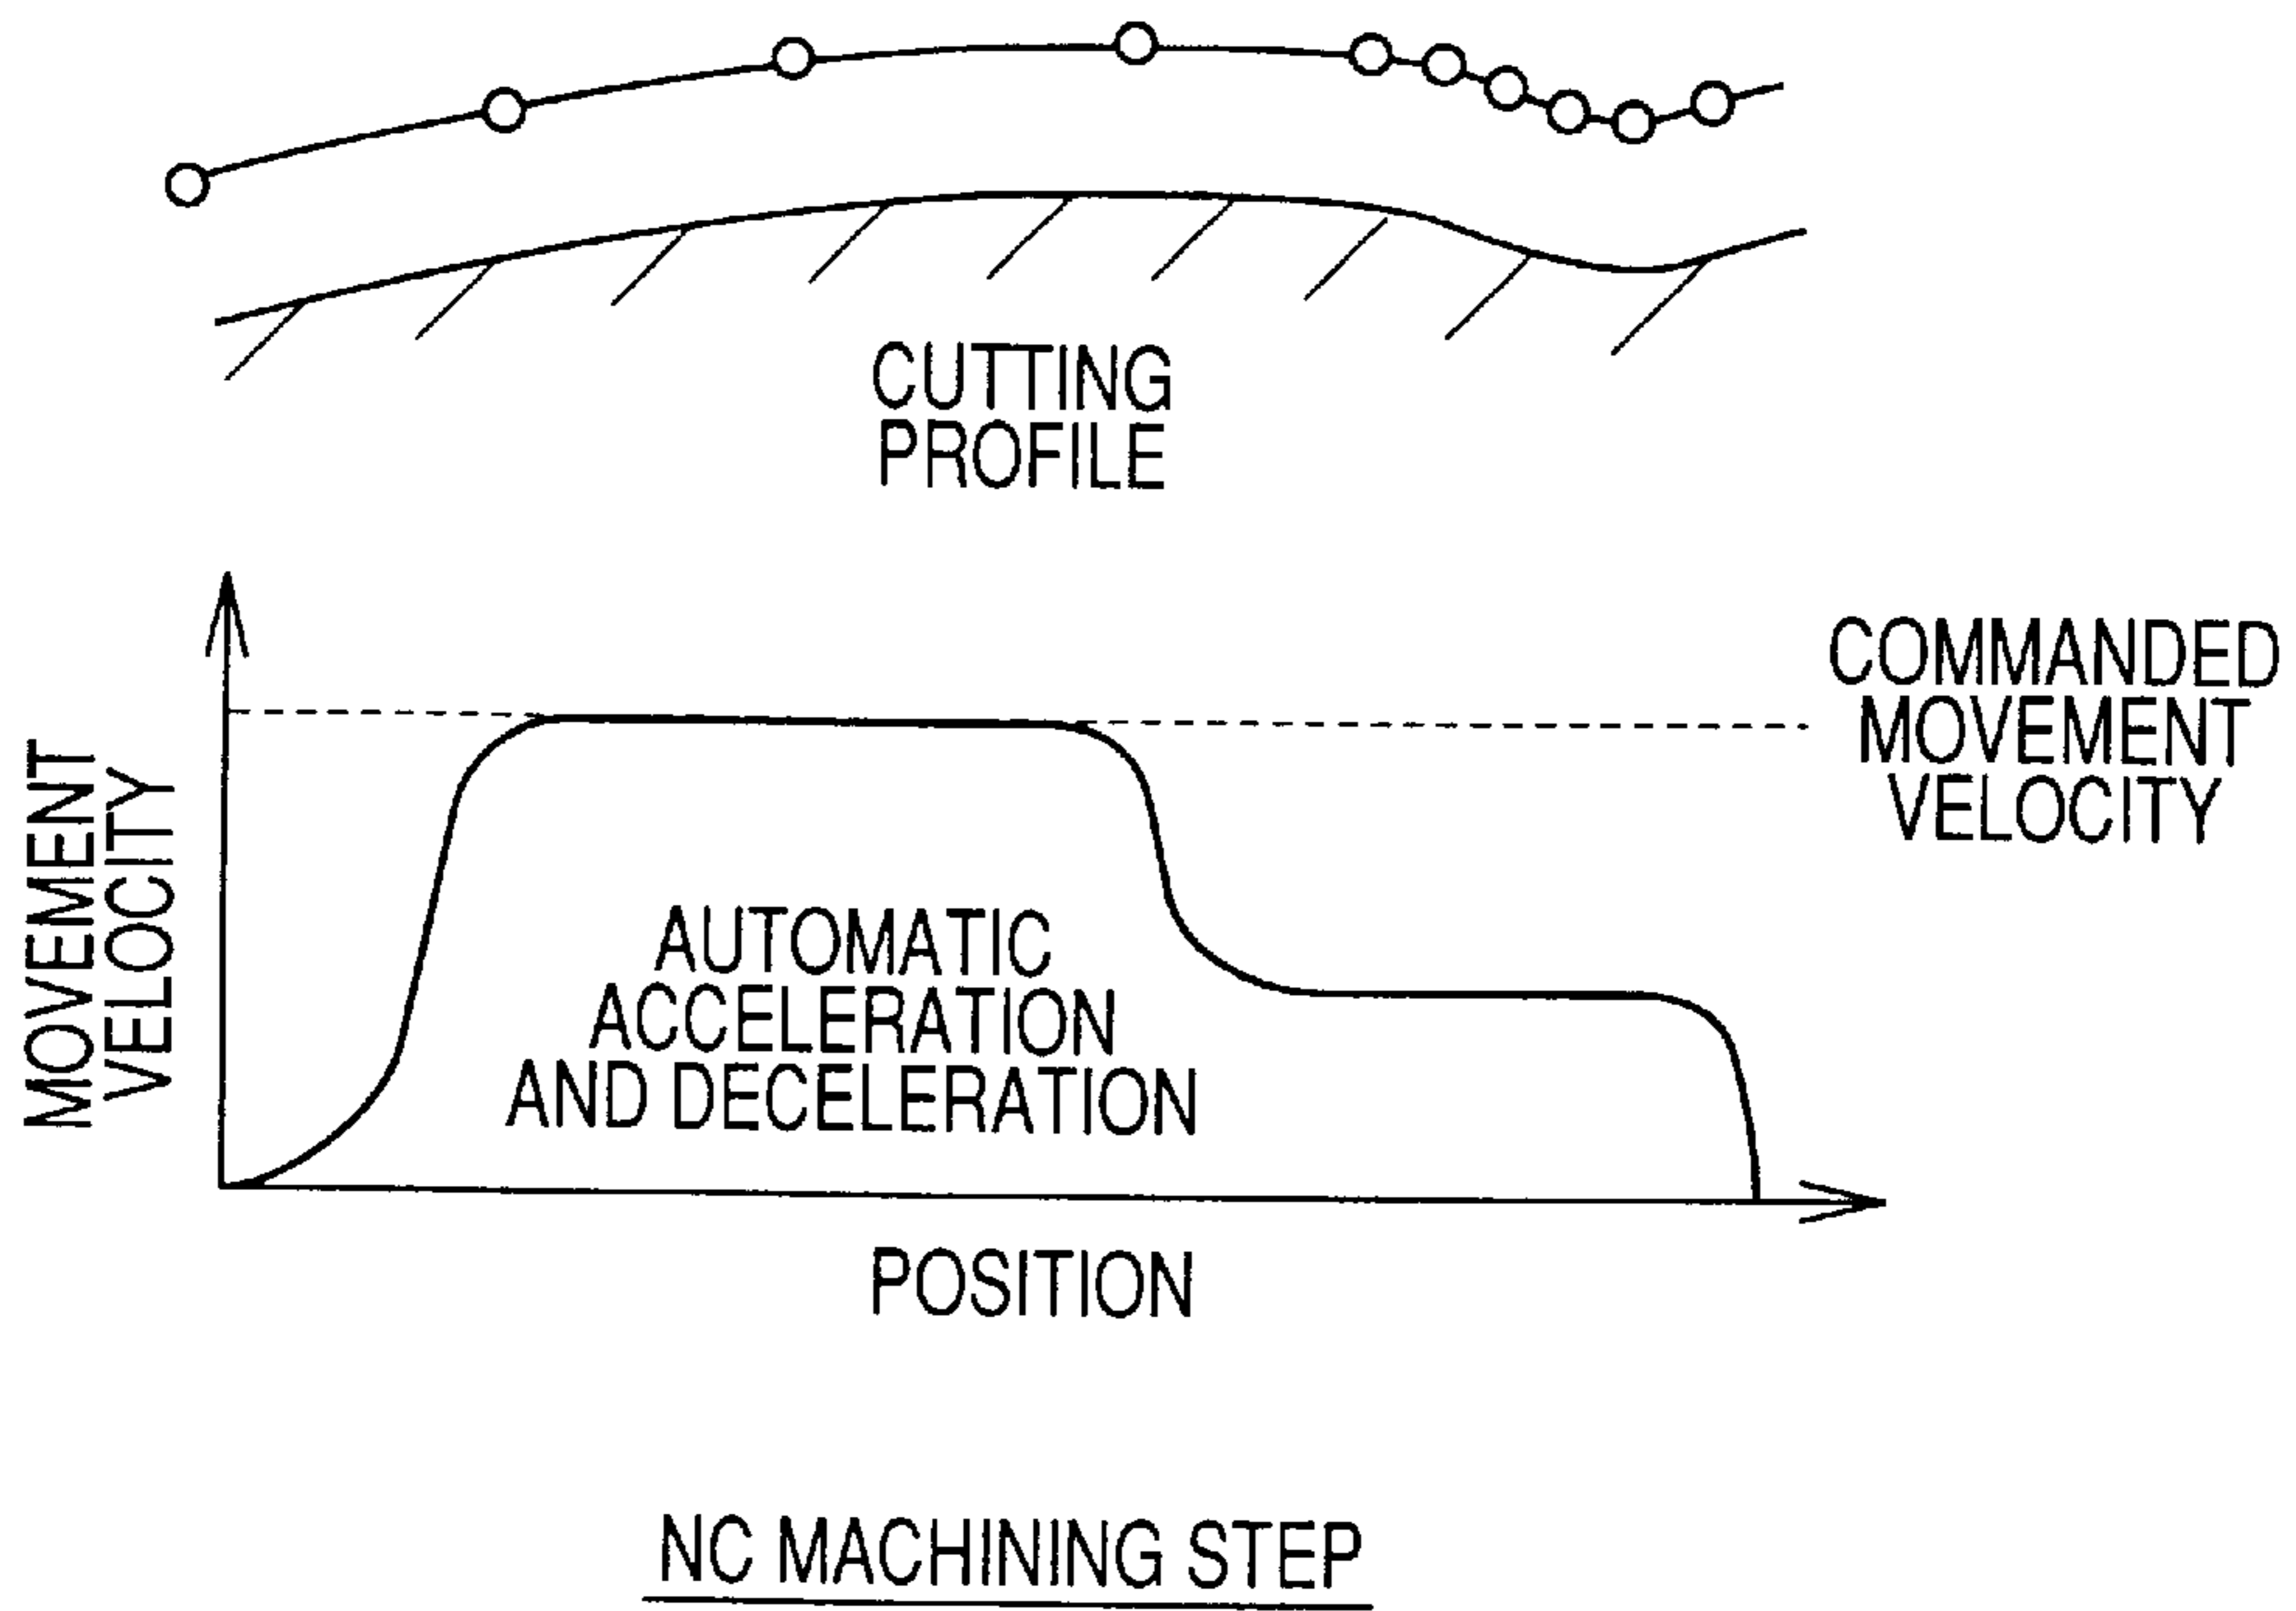 CUTTING
PROFILE
COMMANDED
MOVEMENT
VELOCITY
MOVEMENT
VELOCITY
AUTOMATIC
ACCELERATION
AND DECELERATION
POSITION
NC MACHINING STEP